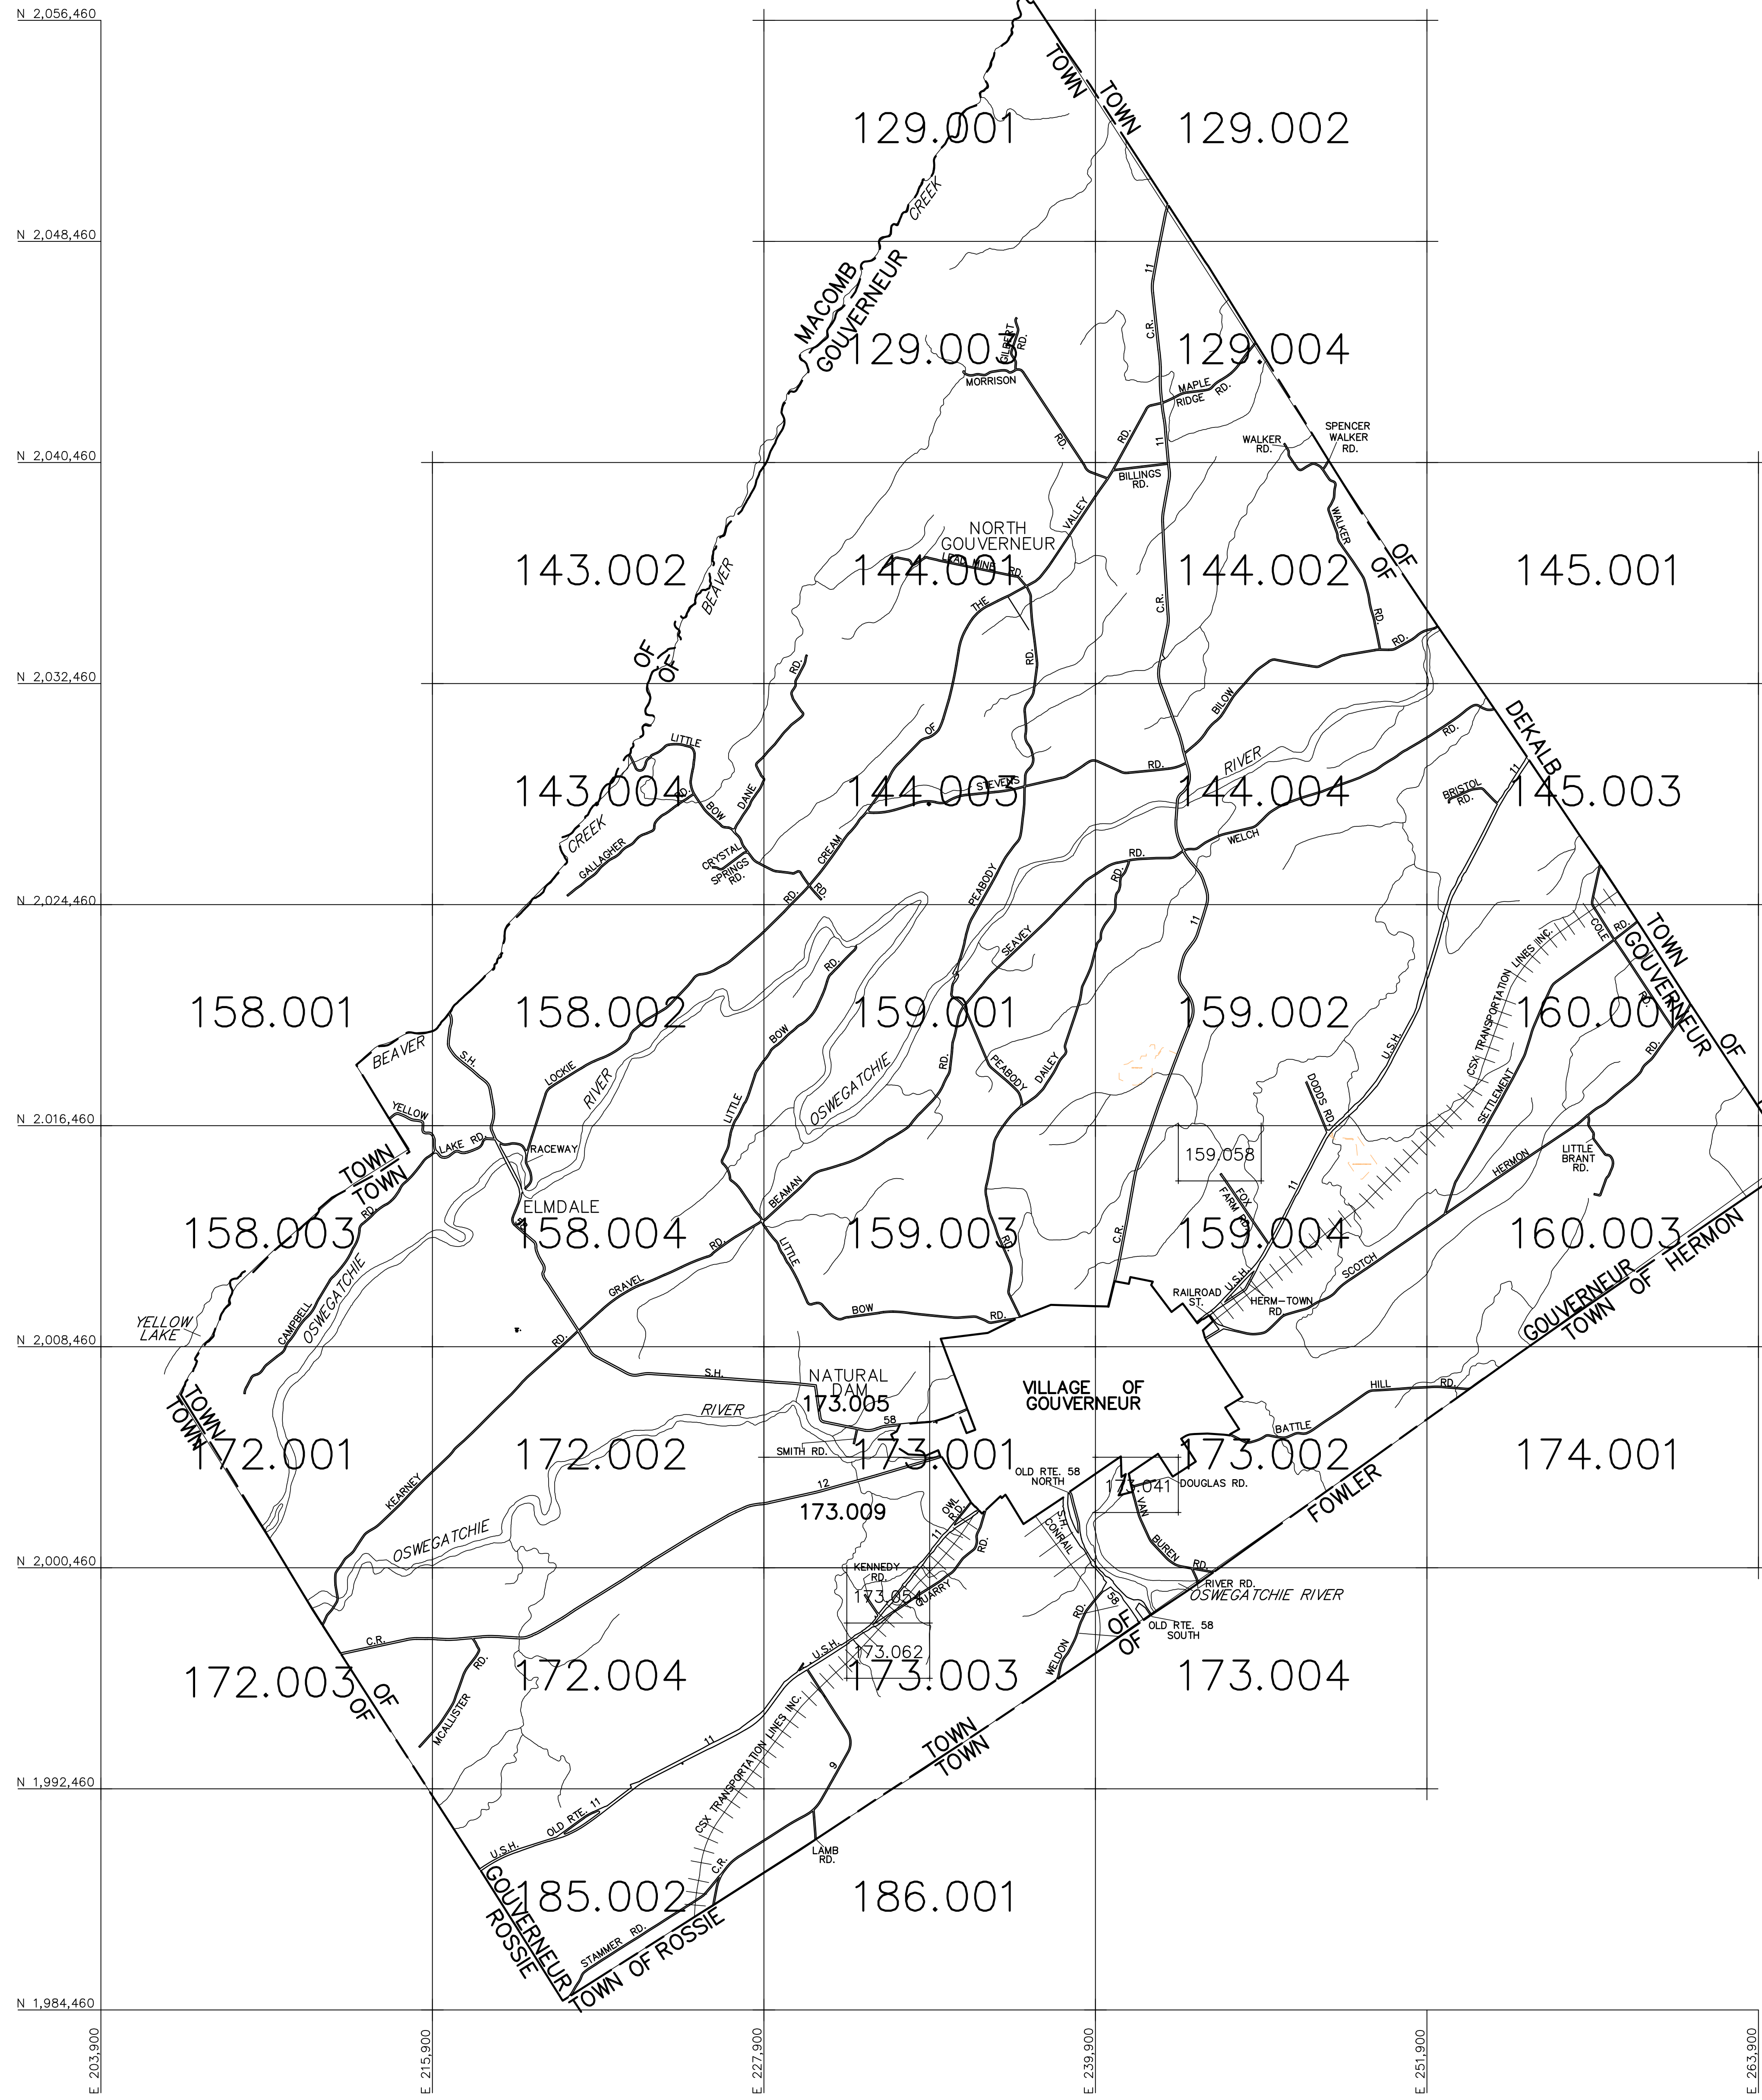 N 2,056,460
TOWN
TOWN
129.001
129.002
CREEK
N 2,048,460
MACOMB
GOUVERNEUR
11
C.R.
GILBERT
RD.
129.003
129.004
MORRISON
MAPLE
RIDGE
RD.
RD.
RD.
11
WALKER
RD.
SPENCER
WALKER
RD.
N 2,040,460
BILLINGS
RD.
VALLEY
WALKER
NORTH
GOUVERNEUR
LEAD MINE RD.
143.002
BEAVER
144.001
144.002
OF
OF
145.001
THE
C.R.
RD.
RD.
OF
OF
RD.
RD.
N 2,032,460
BILOW
DEKALB
LITTLE
OF
RD.
RIVER
RD.
11
143.004
RD.
BOW
DANE
144.003
STEVENS
144.004
BRISTOL
RD.
145.003
CREEK
GALLAGHER
CRYSTAL
SPRINGS
RD.
CREAM
WELCH
RD.
RD.
PEABODY
RD.
RD.
N 2,024,460
11
SEAVEY
COLE
RD.
TOWN
GOUVERNEUR
OF
CSX TRANSPORTATION LINES INC.
RD.
158.001
158.002
BOW
159.001
159.002
160.001
RD.
BEAVER
S.H.
LOCKIE
RIVER
OSWEGATCHIE
RD.
PEABODY
DAILEY
U.S.H.
RD.
YELLOW
LITTLE
DODDS RD.
SETTLEMENT
N 2,016,460
LAKE RD.
RACEWAY
159.058
HERMON
LITTLE
BRANT
RD.
TOWN
TOWN
RD.
BEAMAN
11
FOX
FARM RD.
ELMDALE
58
158.003
158.004
RD.
LITTLE
159.003
RD.
C.R.
159.004
160.003
HERMON
OSWEGATCHIE
GRAVEL
SCOTCH
GOUVERNEUR
TOWN OF
U.S.H.
RAILROAD
ST.
HERM-TOWN
RD.
YELLOW
LAKE
CAMPBELL
BOW
RD.
RD.
N 2,008,460
S.H.
NATURAL
DAM
173.005
VILLAGE OF
GOUVERNEUR
HILL
RD.
TOWN
TOWN
RIVER
58
BATTLE
172.001
172.002
SMITH RD.
173.001
173.002
174.001
OLD RTE. 58
NORTH
KEARNEY
12
173.041
DOUGLAS RD.
FOWLER
173.009
OWL
RD.
S.H.
CONRAIL
VAN
OSWEGATCHIE
11
RD.
BUREN
N 2,000,460
KENNEDY
RD.
RD.
RIVER RD.
OSWEGATCHIE RIVER
173.054
QUARRY
58
RD.
OF
OF
OLD RTE. 58
SOUTH
C.R.
U.S.H.
173.062
WELDON
RD.
172.003
172.004
173.003
173.004
OF
OF
MCALLISTER
11
CSX TRANSPORTATION LINES INC.
TOWN
TOWN
9
N 1,992,460
OLD RTE. 11
U.S.H.
LAMB
RD.
C.R.
GOUVERNEUR
ROSSIE
185.002
186.001
STAMMER RD.
TOWN OF ROSSIE
N 1,984,460
E 203,900
E 215,900
E 227,900
E 239,900
E 251,900
E 263,900